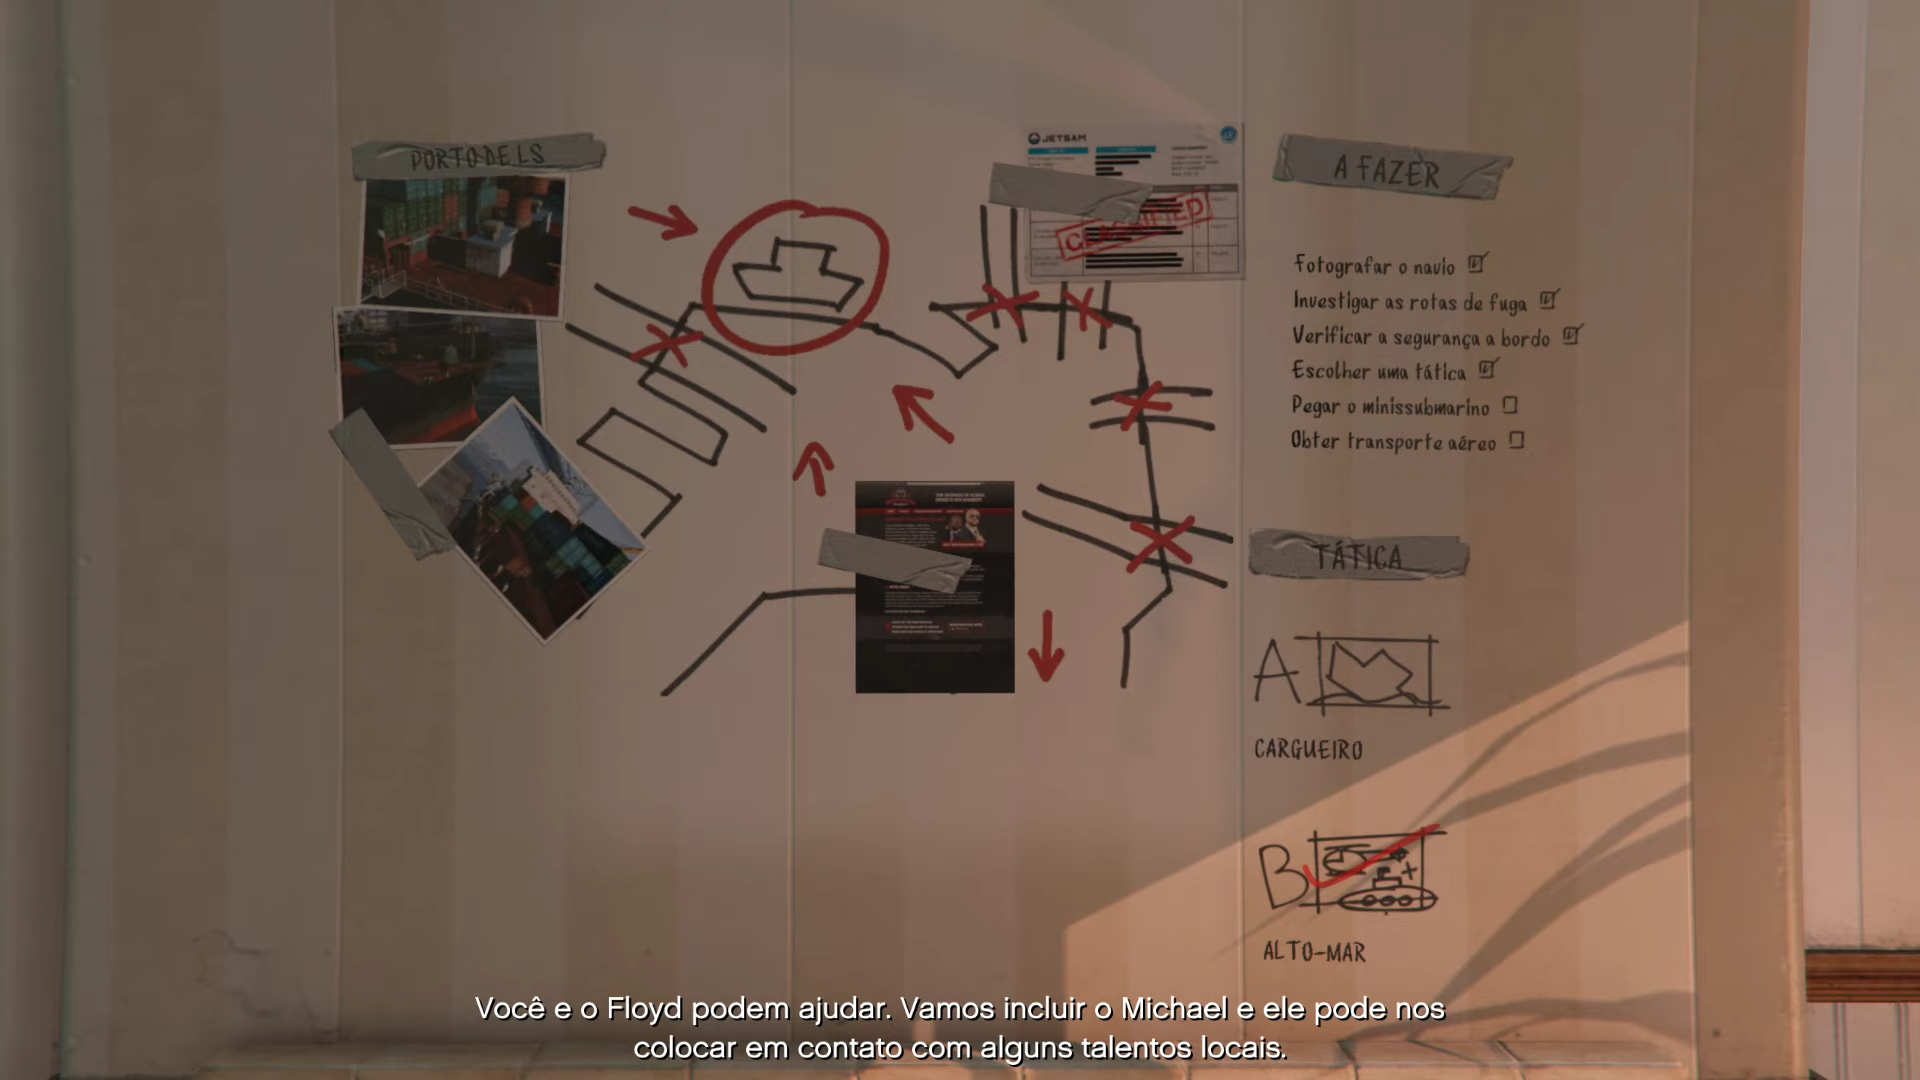 PORTO DE LS
JETSAM
CLASSIFIED
A FAZER
Fotografar o navio
Investigar as rotas de fuga
Verificar a segurança a bordo
Escolher uma tática
Pegar o minissubmarino
Obter transporte aéreo
TÁTICA
A
CARGUEIRO
B
ALTO-MAR
Você e o Floyd podem ajudar. Vamos incluir o Michael e ele pode nos
colocar em contato com alguns talentos locais.